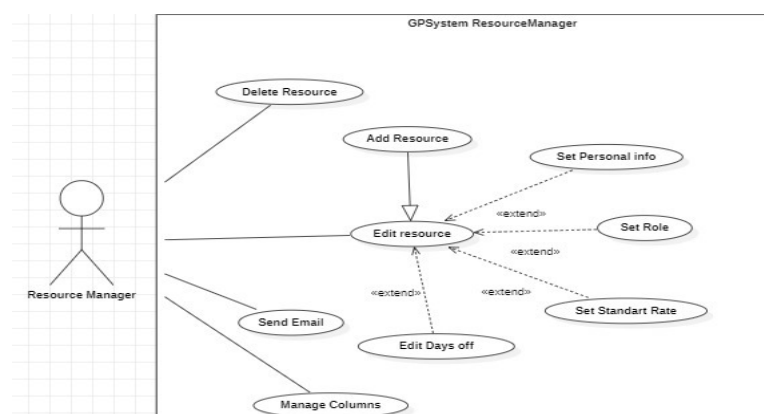 GPSystem ResourceManager
Delete Resource
Add Resource
Set Personal info
«extend»
Edit resource
Set Role
«extend»
«extend»
«extend»
Resource Manager
Set Standart Rate
Send Email
Edit Days off
Manage Columns